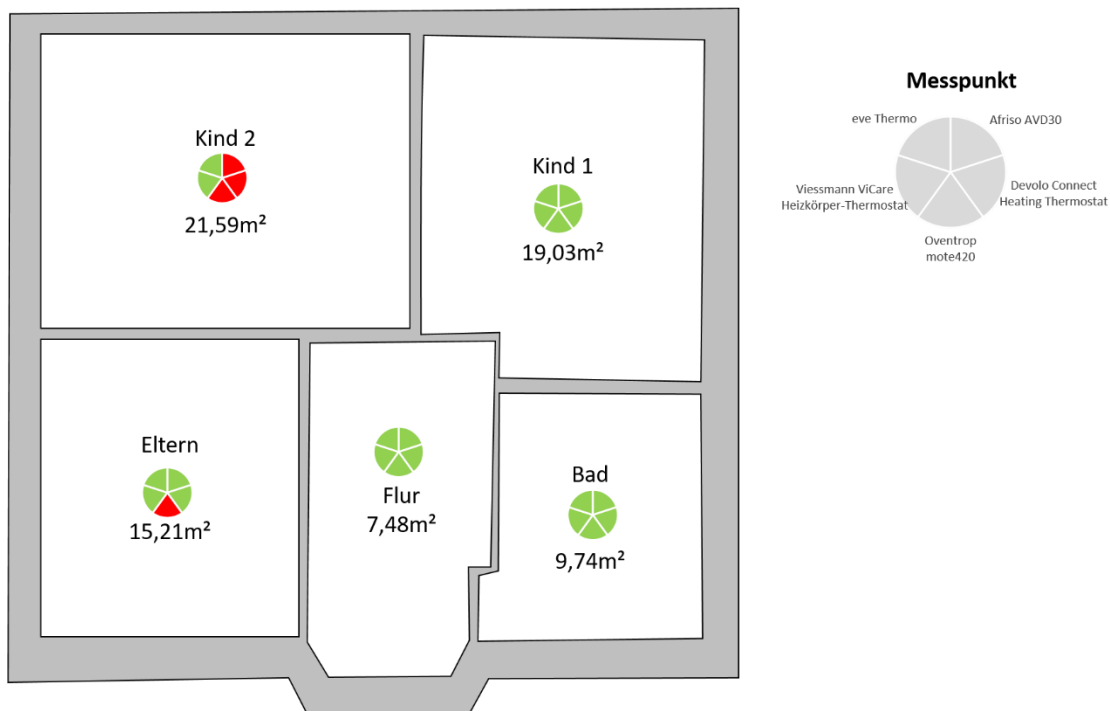 Messpunkt
eve Thermo
Afriso AVD30
Viessmann ViCare
Heizkörper-Thermostat
Devolo Connect
Heating Thermostat
Oventrop
mote420
Kind 2
21,59m²
Kind 1
19,03m²
Eltern
15,21m²
Flur
7,48m²
Bad
9,74m²